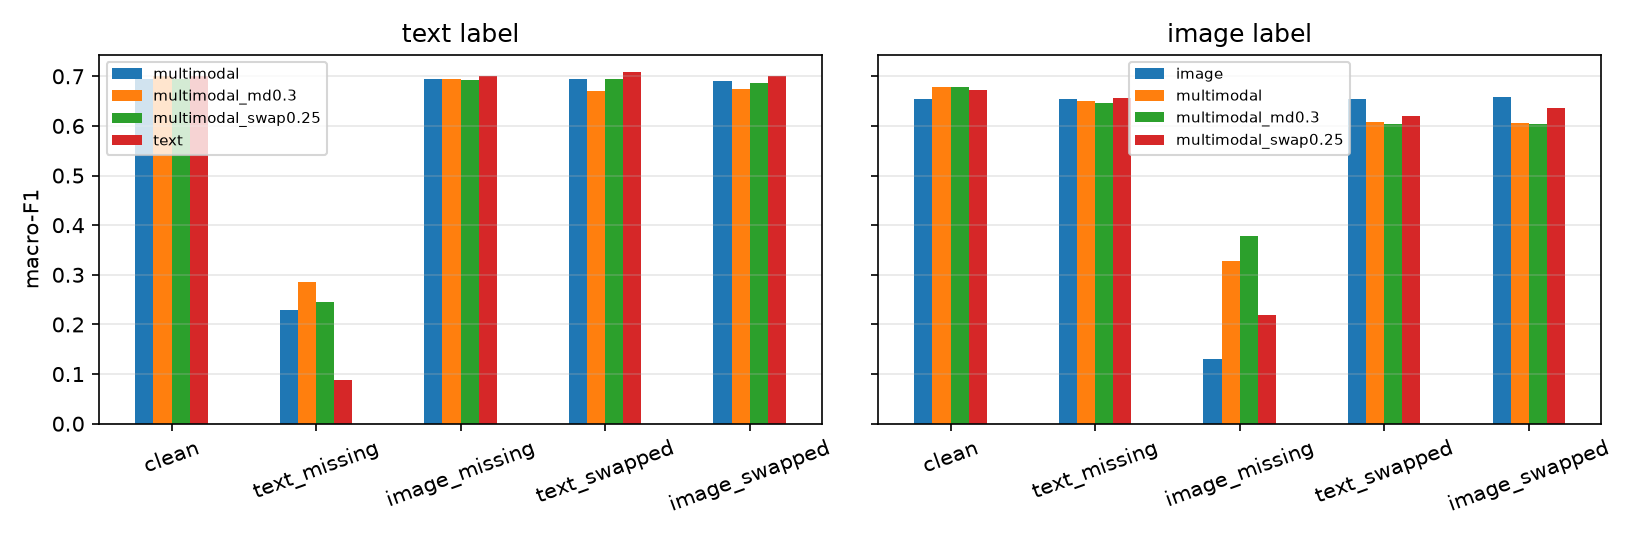 text label
image label
macro-F1
0.7
0.6
0.5
0.4
0.3
0.2
0.1
0.0
multimodal
multimodal_md0.3
multimodal_swap0.25
text
clean
text_missing
image_missing
text_swapped
image_swapped
image
multimodal
multimodal_md0.3
multimodal_swap0.25
clean
text_missing
image_missing
text_swapped
image_swapped